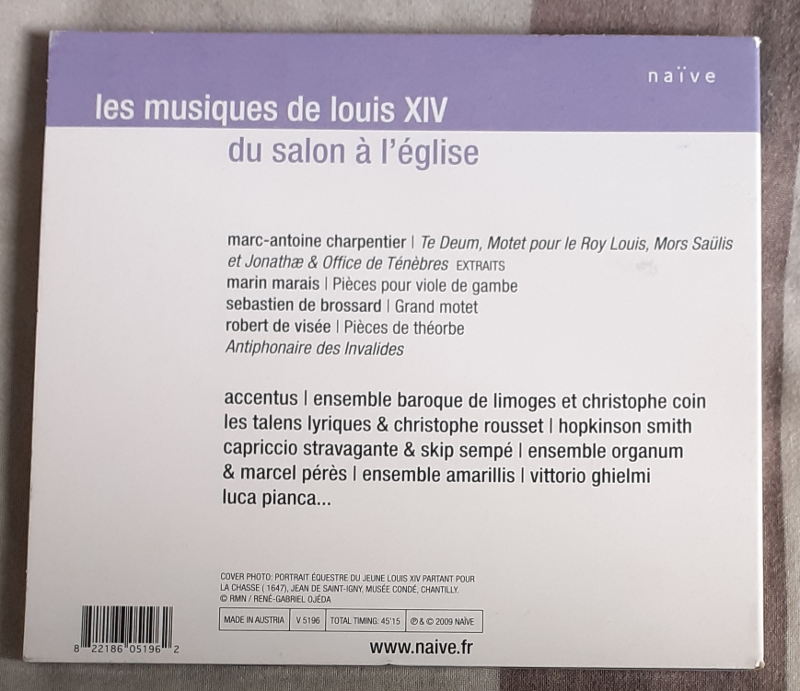 naïve
les musiques de louis XIV
du salon à l'église
marc-antoine charpentier | Te Deum, Motet pour le Roy Louis, Mors Saülis
et Jonathæ & Office de Ténèbres EXTRAITS
marin marais | Pièces pour viole de gambe
sebastien de brossard | Grand motet
robert de visée | Pièces de théorbe
Antiphonaire des Invalides
accentus | ensemble baroque de limoges et christophe coin
les talens lyriques & christophe rousset | hopkinson smith
capriccio stravagante & skip sempé | ensemble organum
& marcel pérès | ensemble amarillis | vittorio ghielmi
luca pianca...
COVER PHOTO: PORTRAIT ÉQUESTRE DU JEUNE LOUIS XIV PARTANT POUR
LA CHASSE ( 1647), JEAN DE SAINT-IGNY, MUSÉE CONDÉ, CHANTILLY.
© RMN / RENÉ-GABRIEL OJÉDA
MADE IN AUSTRIA | V 5196 | TOTAL TIMING: 45'15 | ℗ & © 2009 NAÏVE
8 22186 05196 2
www.naive.fr